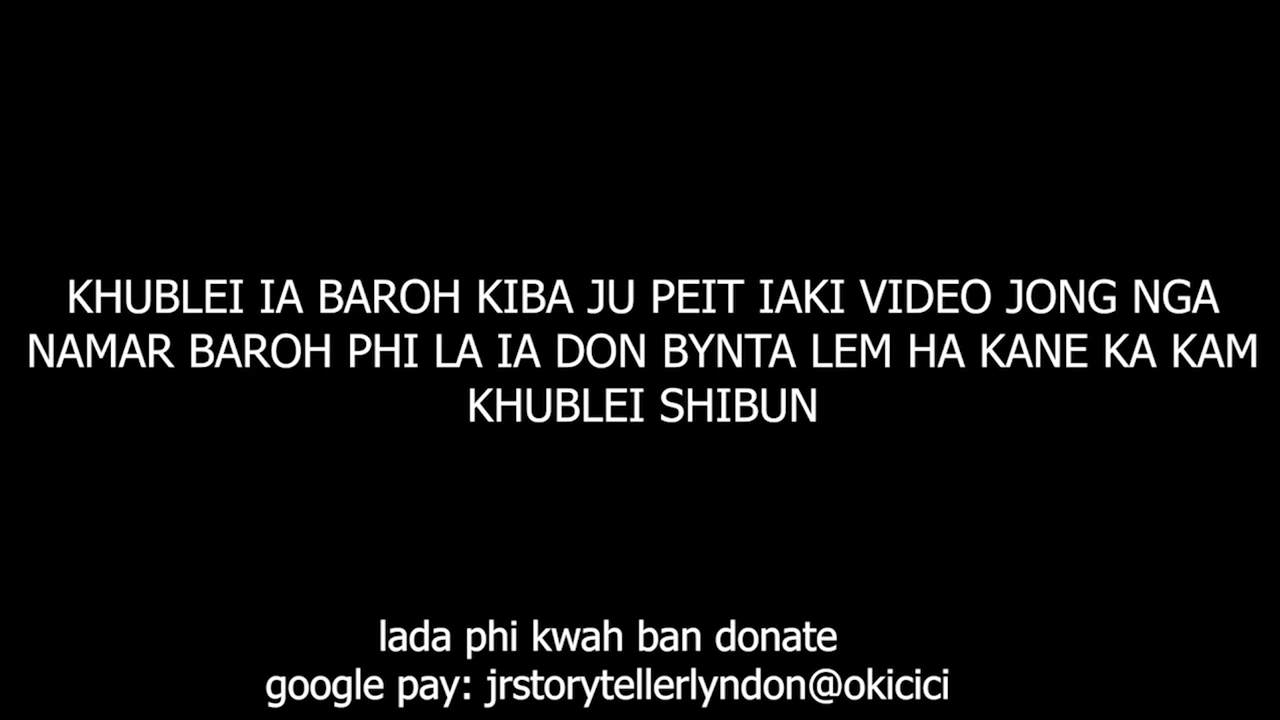 KHUBLEI IA BAROH KIBA JU PEIT IAKI VIDEO JONG NGA
NAMAR BAROH PHI LA IA DON BYNTA LEM HA KANE KA KAM
KHUBLEI SHIBUN
lada phi kwah ban donate
google pay: jrstorytellerlyndon@okicici